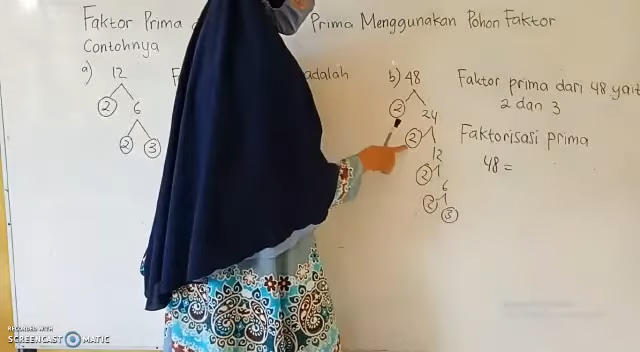 Faktor Prima Prima Menggunakan Pohon Faktor
Contohnya
a) 12
2 6
2 3
adalah
b) 48
2 24
2 12
2 6
2 3
Faktor prima dari 48 yait
2 dan 3
Faktorisasi prima
48 =
RECORDED WITH
SCREENCAST MATIC